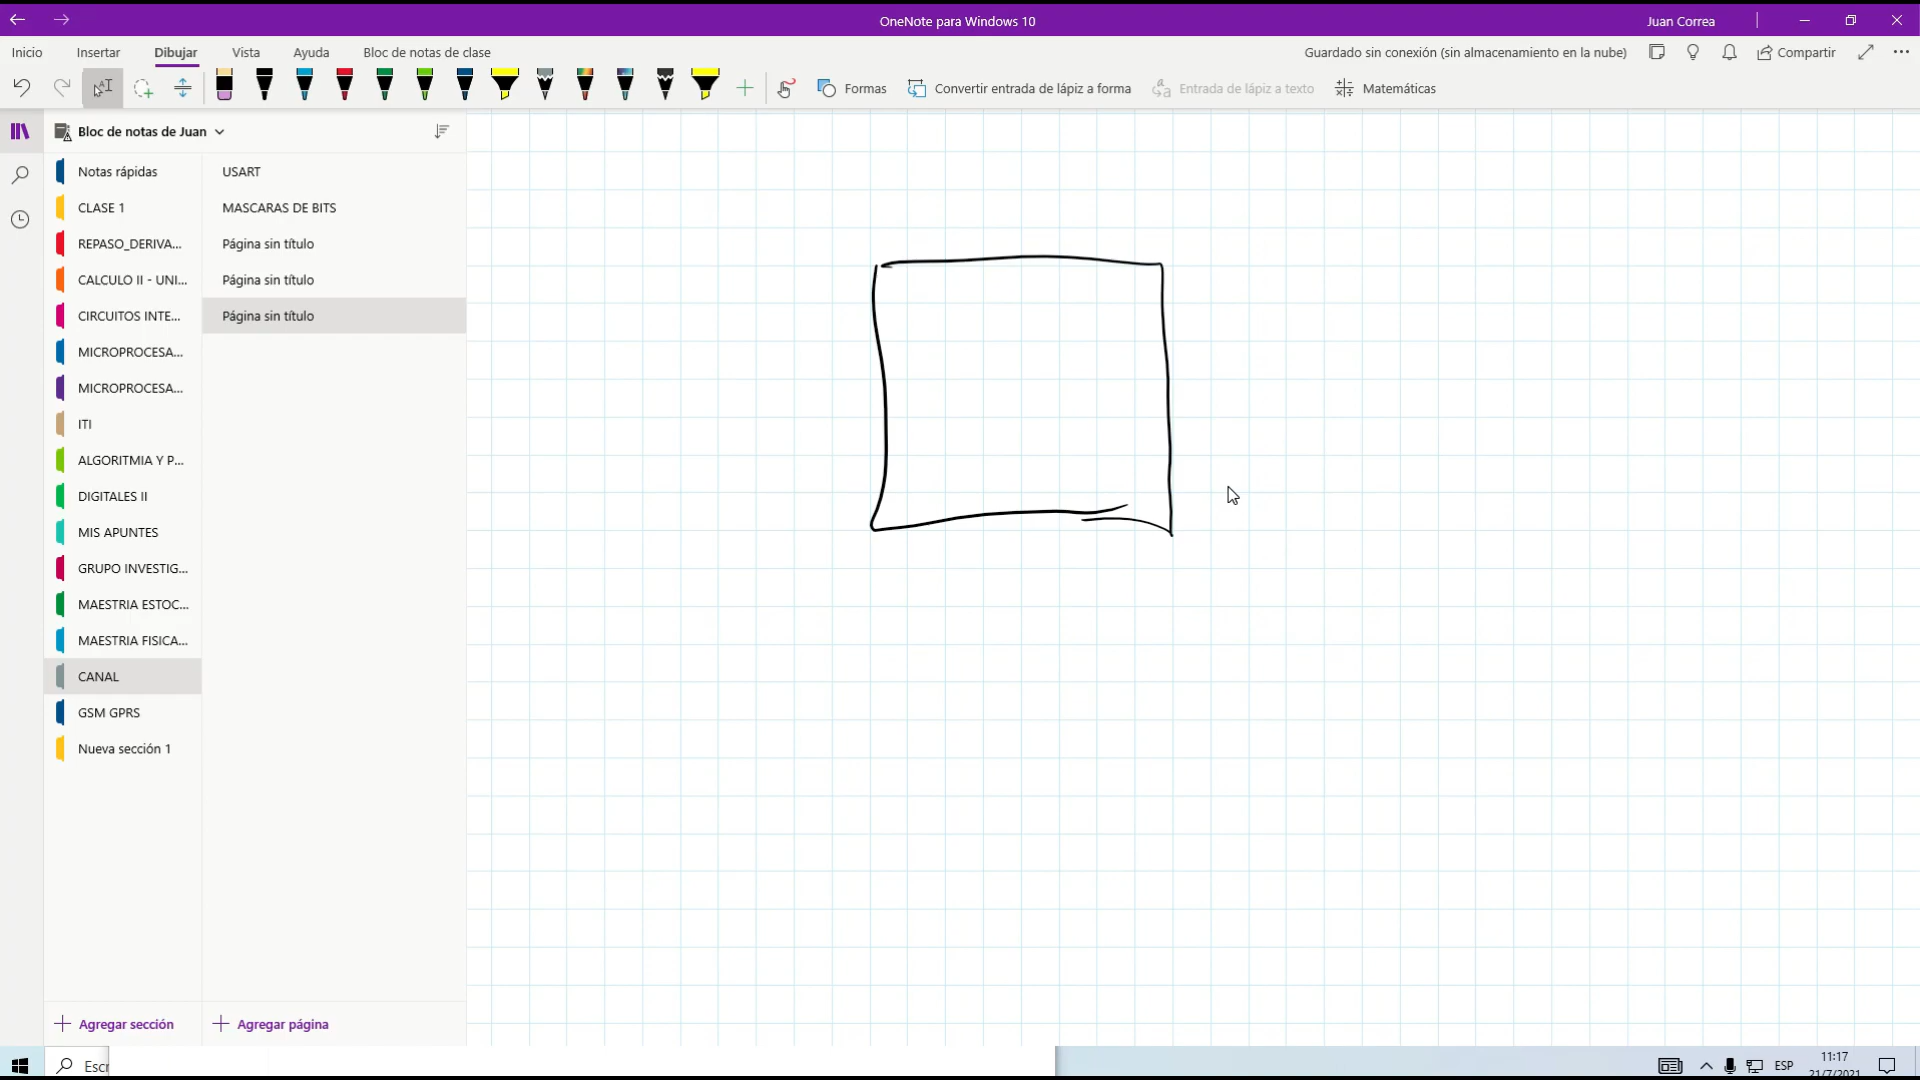 OneNote para Windows 10
Juan Correa
Inicio
Insertar
Dibujar
Vista
Ayuda
Bloc de notas de clase
Guardado sin conexión (sin almacenamiento en la nube)
Compartir
Formas
Convertir entrada de lápiz a forma
Entrada de lápiz a texto
Matemáticas
Bloc de notas de Juan
Notas rápidas
CLASE 1
REPASO_DERIVA...
CALCULO II - UNI...
CIRCUITOS INTE...
MICROPROCESA...
MICROPROCESA...
ITI
ALGORITMIA Y P...
DIGITALES II
MIS APUNTES
GRUPO INVESTIG...
MAESTRIA ESTOC...
MAESTRIA FISICA...
CANAL
GSM GPRS
Nueva sección 1
USART
MASCARAS DE BITS
Página sin título
Página sin título
Página sin título
Agregar sección
Agregar página
Escr
ESP
11:17
21/7/2021